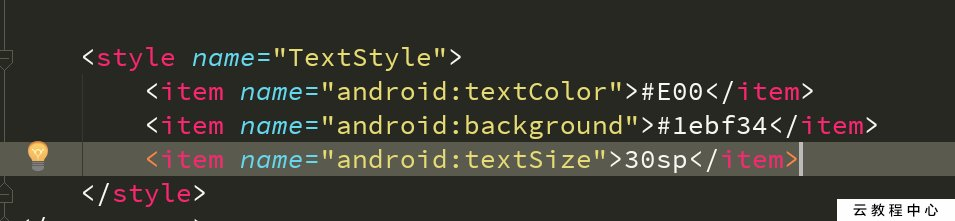 <style name="TextStyle">
<item name="android:textColor">#E00</item>
<item name="android:background">#1ebf34</item>
<item name="android:textSize">30sp</item>
</style>
云教程中心